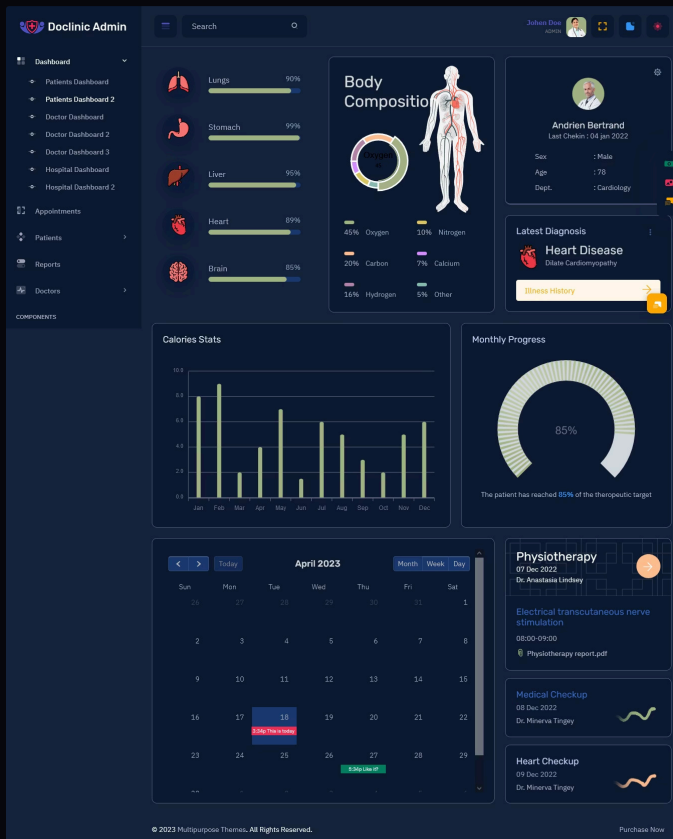 Doclinic Admin
Search
Johen Doe
ADMIN
Dashboard
Patients Dashboard
Patients Dashboard 2
Doctor Dashboard
Doctor Dashboard 2
Doctor Dashboard 3
Hospital Dashboard
Hospital Dashboard 2
Appointments
Patients
Reports
Doctors
COMPONENTS
Lungs 90%
Stomach 99%
Liver 95%
Heart 89%
Brain 85%
Body
Compositio
Oxygen
45% Oxygen 10% Nitrogen
20% Carbon 7% Calcium
16% Hydrogen 5% Other
Andrien Bertrand
Last Chekin : 04 jan 2022
Sex : Male
Age : 78
Dept. : Cardiology
Latest Diagnosis
Heart Disease
Dilate Cardiomyopathy
Illness History
Calories Stats
10.0
8.0
6.0
4.0
2.0
0.0
Jan Feb Mar Apr May Jun Jul Aug Sep Oct Nov Dec
Monthly Progress
85%
The patient has reached 85% of the theropeutic target
Today
April 2023
Month Week Day
Sun Mon Tue Wed Thu Fri Sat
26 27 28 29 30 31 1
2 3 4 5 6 7 8
9 10 11 12 13 14 15
16 17 18 19 20 21 22
3:34p This is today
23 24 25 26 27 28 29
5:34p Like it?
Physiotherapy
07 Dec 2022
Dr. Anastasia Lindsey
Electrical transcutaneous nerve
stimulation
08:00-09:00
Physiotherapy report.pdf
Medical Checkup
08 Dec 2022
Dr. Minerva Tingey
Heart Checkup
09 Dec 2022
Dr. Minerva Tingey
© 2023 Multipurpose Themes. All Rights Reserved.
Purchase Now